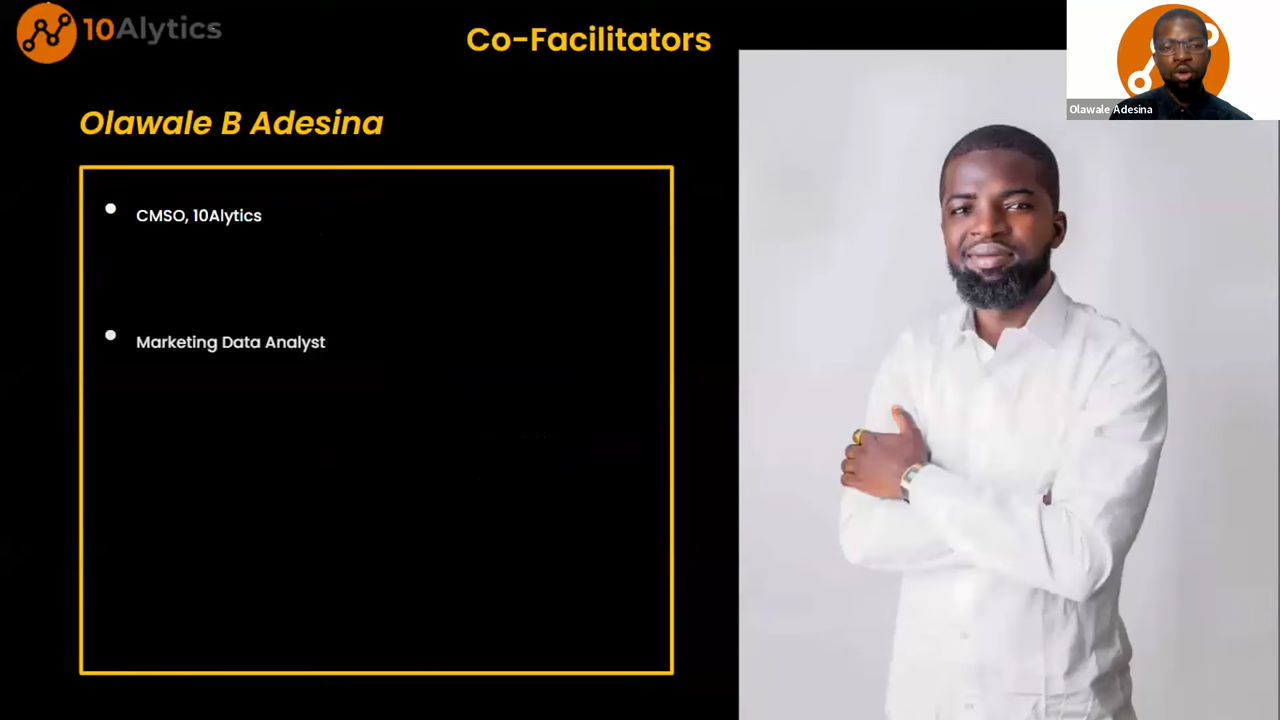 10Alytics
Co-Facilitators
Olawale Adesina
Olawale B Adesina
CMSO, 10Alytics
Marketing Data Analyst